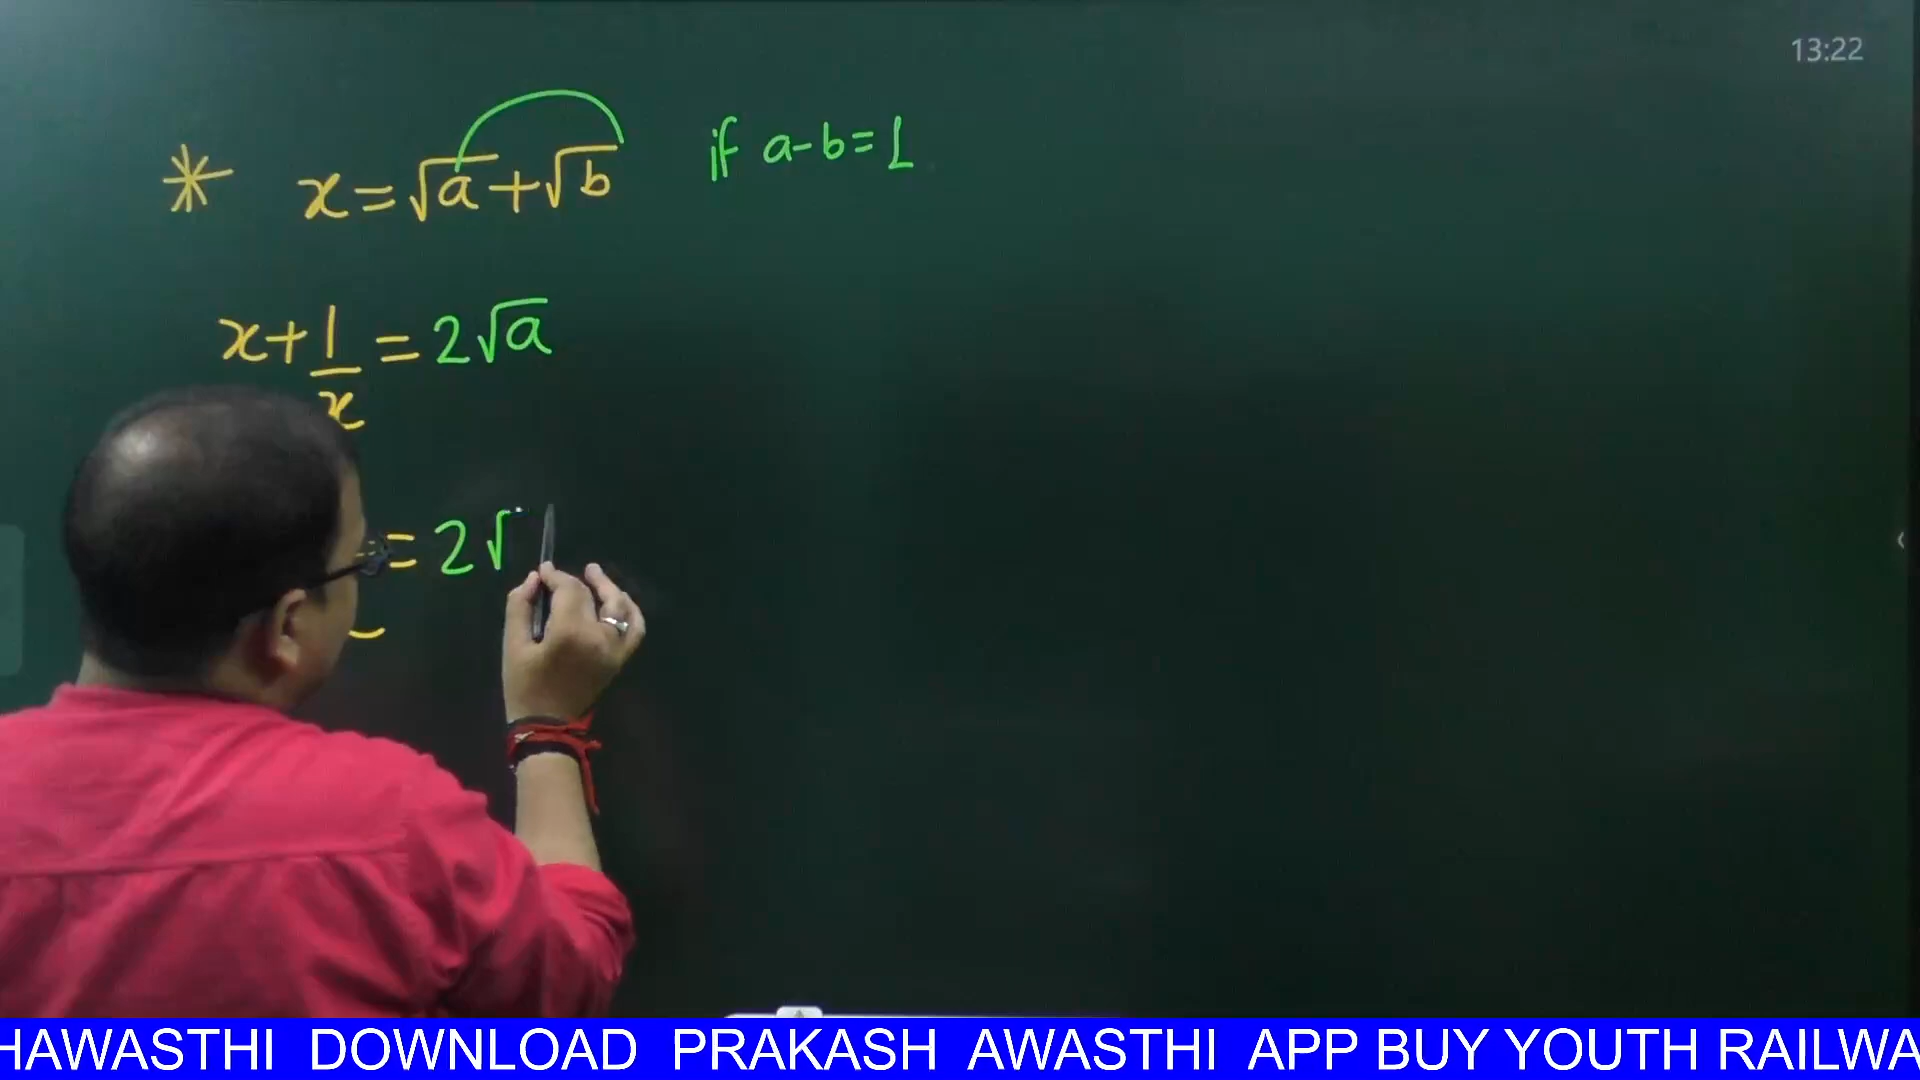 13:22
* x=√a+√b if a-b=1
x+1/x=2√a
=2√
HAWASTHI DOWNLOAD PRAKASH AWASTHI APP BUY YOUTH RAILWA